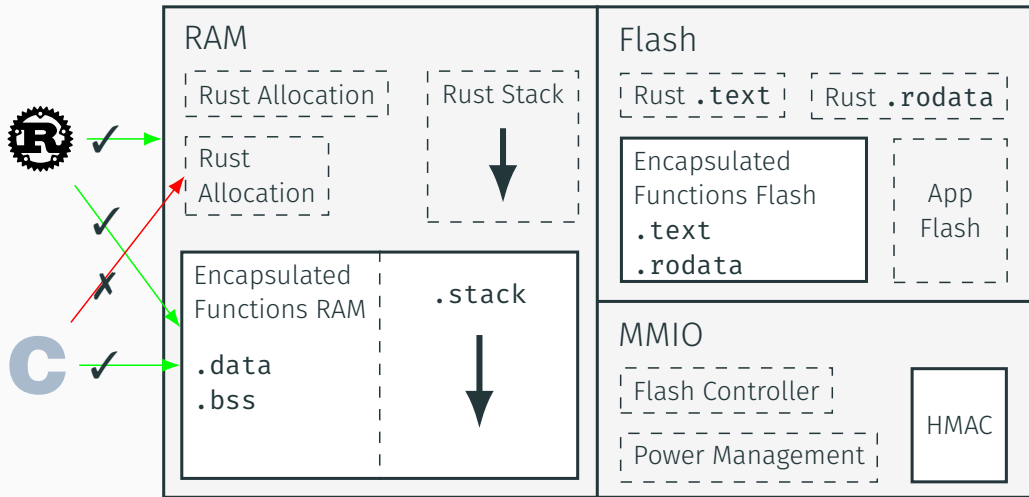 RAM
Rust Allocation
Rust
Allocation
Rust Stack
Encapsulated
Functions RAM
.data
.bss
.stack
Flash
Rust .text
Rust .rodata
Encapsulated
Functions Flash
.text
.rodata
App
Flash
MMIO
Flash Controller
Power Management
HMAC
R
C